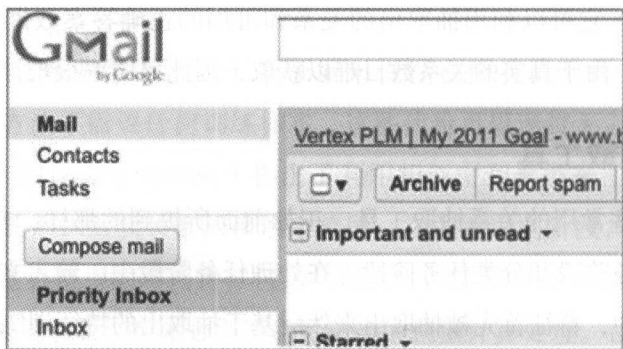 Gmail
by Google
Mail
Contacts
Tasks
Compose mail
Priority Inbox
Inbox
Vertex PLM | My 2011 Goal - www.b
Archive
Report spam
Important and unread
Starred